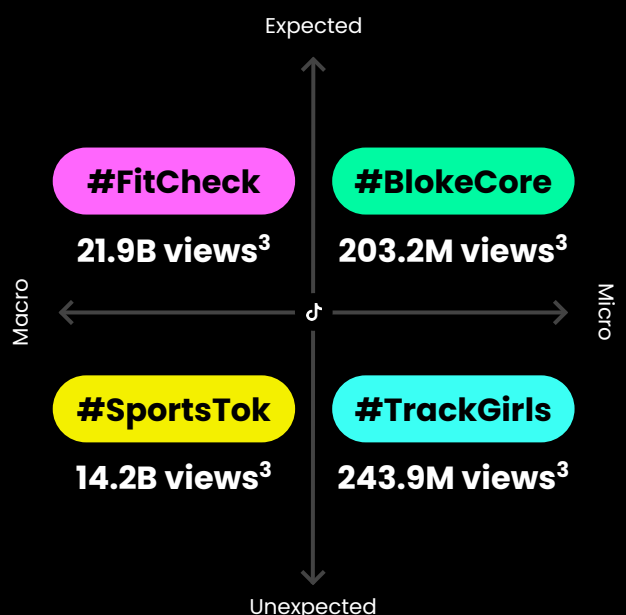 Expected
#FitCheck
#BlokeCore
21.9B views³
203.2M views³
Macro
Micro
#SportsTok
#TrackGirls
14.2B views³
243.9M views³
Unexpected